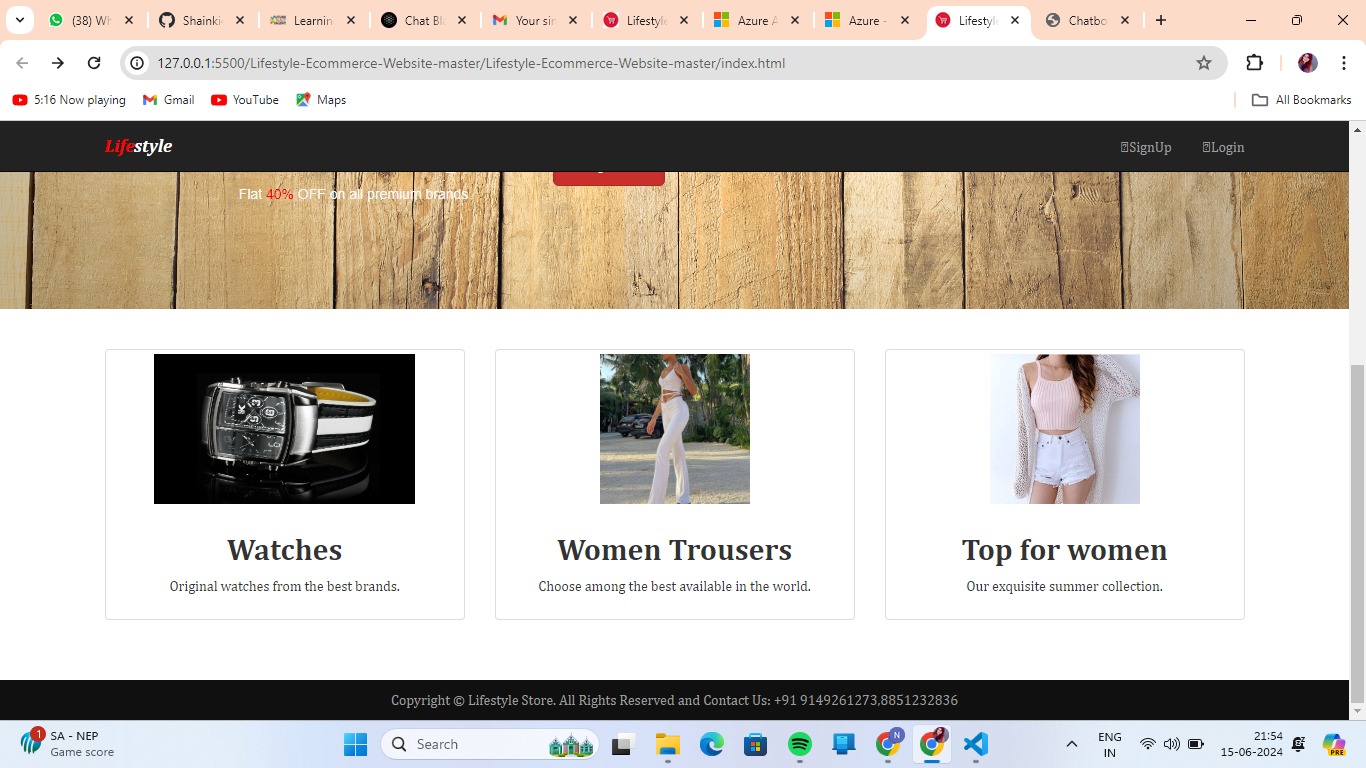 (38) Wh
Shainki
Learnin
Chat Bl
Your sin
Lifestyle
Azure A
Azure -
Lifestyle
Chatbo
127.0.0.1:5500/Lifestyle-Ecommerce-Website-master/Lifestyle-Ecommerce-Website-master/index.html
5:16 Now playing
Gmail
YouTube
Maps
All Bookmarks
Lifestyle
SignUp
Login
Flat 40% OFF on all premium brands
Watches
Original watches from the best brands.
Women Trousers
Choose among the best available in the world.
Top for women
Our exquisite summer collection.
Copyright © Lifestyle Store. All Rights Reserved and Contact Us: +91 9149261273,8851232836
1
SA - NEP
Game score
Search
N
ENG
IN
21:54
15-06-2024
PRE